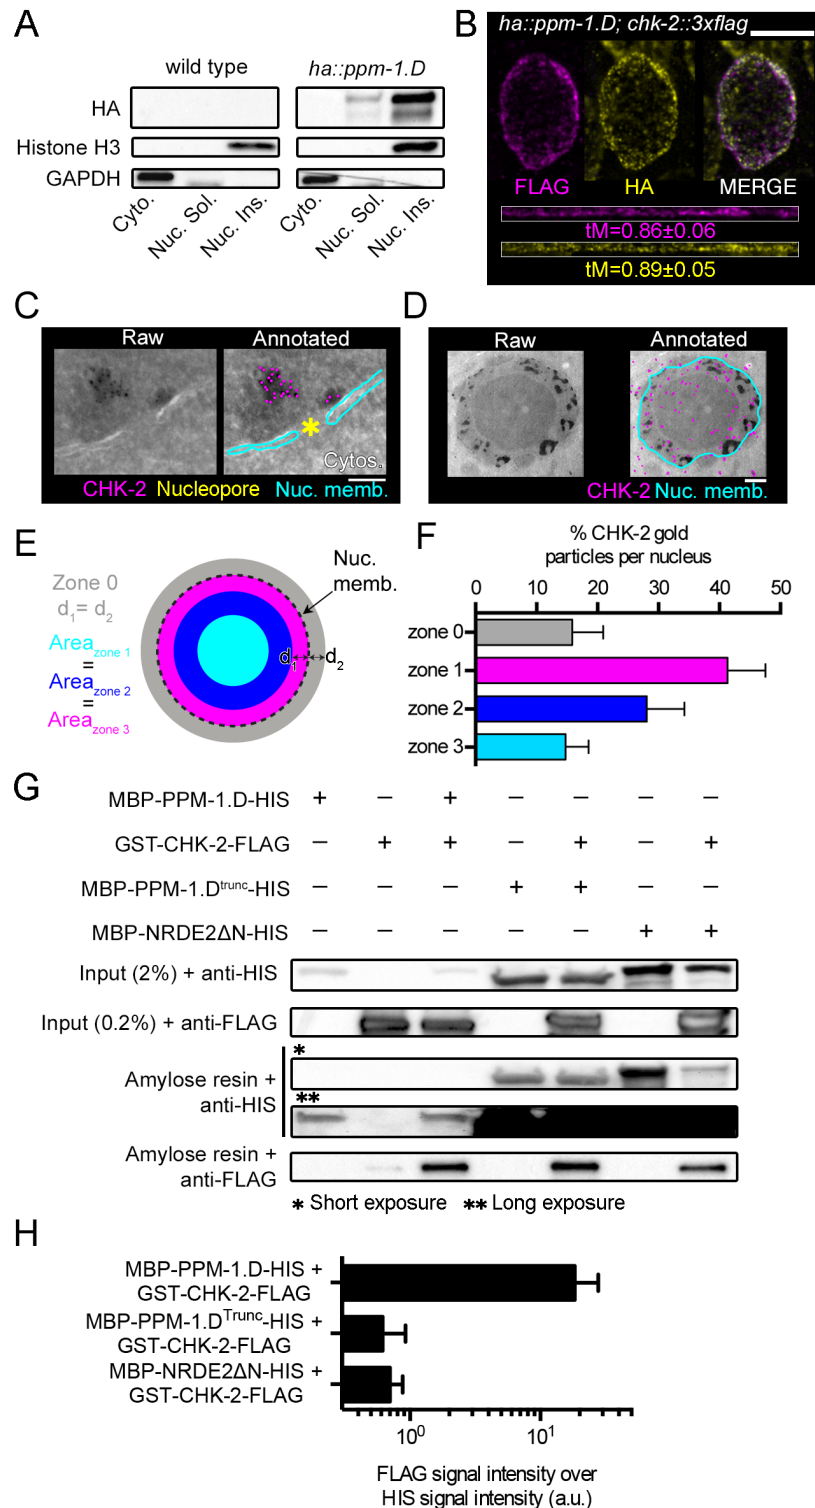 A
wild type
ha::ppm-1.D
HA
Histone H3
GAPDH
Cyto.
Nuc. Sol.
Nuc. Ins.
Cyto.
Nuc. Sol.
Nuc. Ins.
B
ha::ppm-1.D; chk-2::3xflag
FLAG
HA
MERGE
tM=0.86±0.06
tM=0.89±0.05
C
Raw
Annotated
*
Cytos.
CHK-2 Nucleopore Nuc. memb.
D
Raw
Annotated
CHK-2 Nuc. memb.
E
Zone 0
d1= d2
Area zone 1
=
Area zone 2
=
Area zone 3
Nuc.
memb.
d1
d2
F
% CHK-2 gold
particles per nucleus
0 10 20 30 40 50
zone 0
zone 1
zone 2
zone 3
G
MBP-PPM-1.D-HIS + − + − − − −
GST-CHK-2-FLAG − + + − + − +
MBP-PPM-1.Dtrunc-HIS − − − + + − −
MBP-NRDE2ΔN-HIS − − − − − + +
Input (2%) + anti-HIS
Input (0.2%) + anti-FLAG
*
Amylose resin +
anti-HIS
**
Amylose resin +
anti-FLAG
* Short exposure ** Long exposure
H
MBP-PPM-1.D-HIS +
GST-CHK-2-FLAG
MBP-PPM-1.DTrunc-HIS +
GST-CHK-2-FLAG
MBP-NRDE2ΔN-HIS +
GST-CHK-2-FLAG
10⁰ 10¹
FLAG signal intensity over
HIS signal intensity (a.u.)